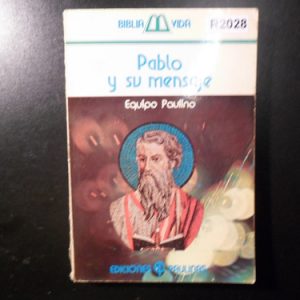 BIBLIA VIDA
R2028
Pablo
y su mensaje
Equipo Paulino
EDICIONES PAULINAS